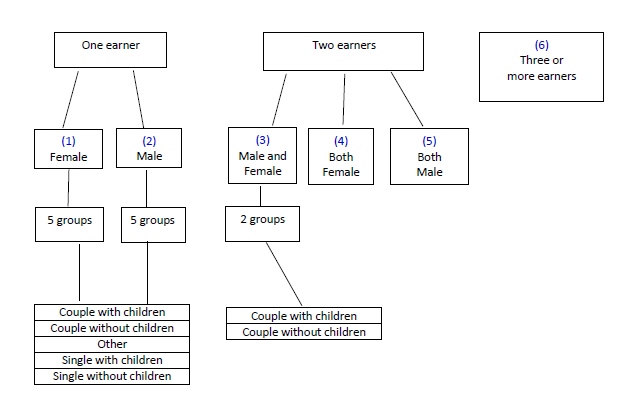 One earner
Two earners
(6)
Three or
more earners
(1)
Female
(2)
Male
(3)
Male and
Female
(4)
Both
Female
(5)
Both
Male
5 groups
5 groups
2 groups
Couple with children
Couple without children
Other
Single with children
Single without children
Couple with children
Couple without children